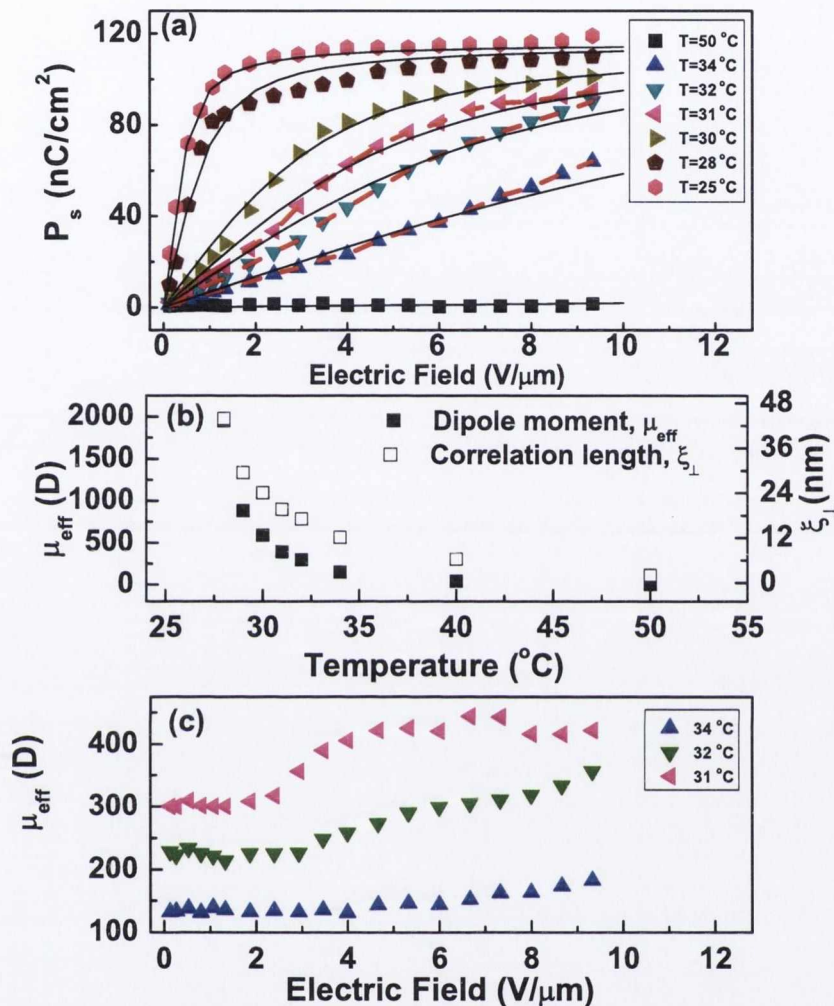 (a)
120
80
40
0
P_s (nC/cm²)
T=50 °C
T=34 °C
T=32 °C
T=31 °C
T=30 °C
T=28 °C
T=25 °C
0 2 4 6 8 10 12
Electric Field (V/μm)
(b)
2000
1500
1000
500
0
μ_eff (D)
Dipole moment, μ_eff
Correlation length, ξ_⊥
48
36
24
12
0
ξ_⊥(nm)
25 30 35 40 45 50 55
Temperature (°C)
(c)
400
300
200
100
μ_eff (D)
34 °C
32 °C
31 °C
0 2 4 6 8 10 12
Electric Field (V/μm)